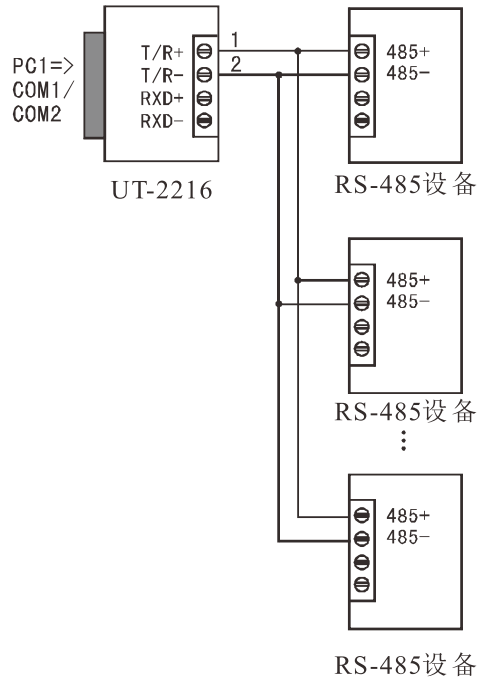 PC1=>
COM1/
COM2
T/R+
T/R-
RXD+
RXD-
1
2
UT-2216
485+
485-
RS-485设备
485+
485-
RS-485设备
⋮
485+
485-
RS-485设备